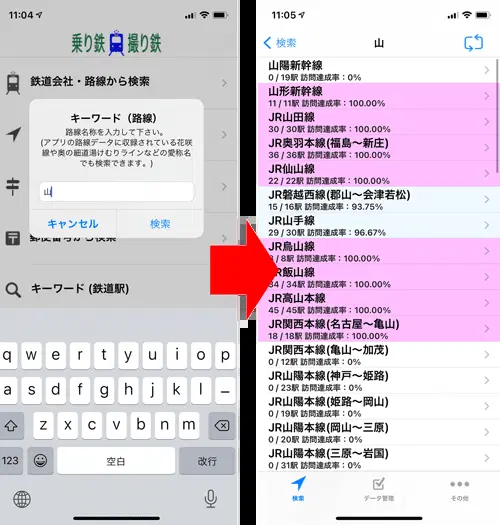 11:04
乗り鉄 撮り鉄
鉄道会社・路線から検索
キーワード（路線）
路線名称を入力して下さい。
(アプリの路線データに収録されている花咲
線や奥の細道湯けむりラインなどの愛称名
でも検索できます。)
山
キャンセル
検索
郵便番号から検索
キーワード (鉄道駅)
q w e r t y u i o p
a s d f g h j k l ー
z x c v b n m
123
空白
改行
11:05
検索
山
山陽新幹線
0 / 19駅 訪問達成率：0%
山形新幹線
11 / 11駅 訪問達成率：100.00%
JR山田線
30 / 30駅 訪問達成率：100.00%
JR奥羽本線(福島〜新庄)
36 / 36駅 訪問達成率：100.00%
JR仙山線
22 / 22駅 訪問達成率：100.00%
JR磐越西線(郡山〜会津若松)
15 / 16駅 訪問達成率：93.75%
JR山手線
29 / 30駅 訪問達成率：96.67%
JR烏山線
/ 8駅 訪問達成率：100.00%
JR飯山線
34 / 34駅 訪問達成率：100.00%
JR高山本線
45 / 45駅 訪問達成率：100.00%
JR関西本線(名古屋〜亀山)
18 / 18駅 訪問達成率：100.00%
JR関西本線(亀山〜加茂)
0 / 12駅 訪問達成率：0%
JR山陽本線(神戸〜姫路)
0 / 23駅 訪問達成率：0%
JR山陽本線(姫路〜岡山)
0 / 19駅 訪問達成率：0%
JR山陽本線(岡山〜三原)
0 / 20駅 訪問達成率：0%
JR山陽本線(三原〜岩国)
0 / 31駅 訪問達成率：0%
検索
データ管理
その他